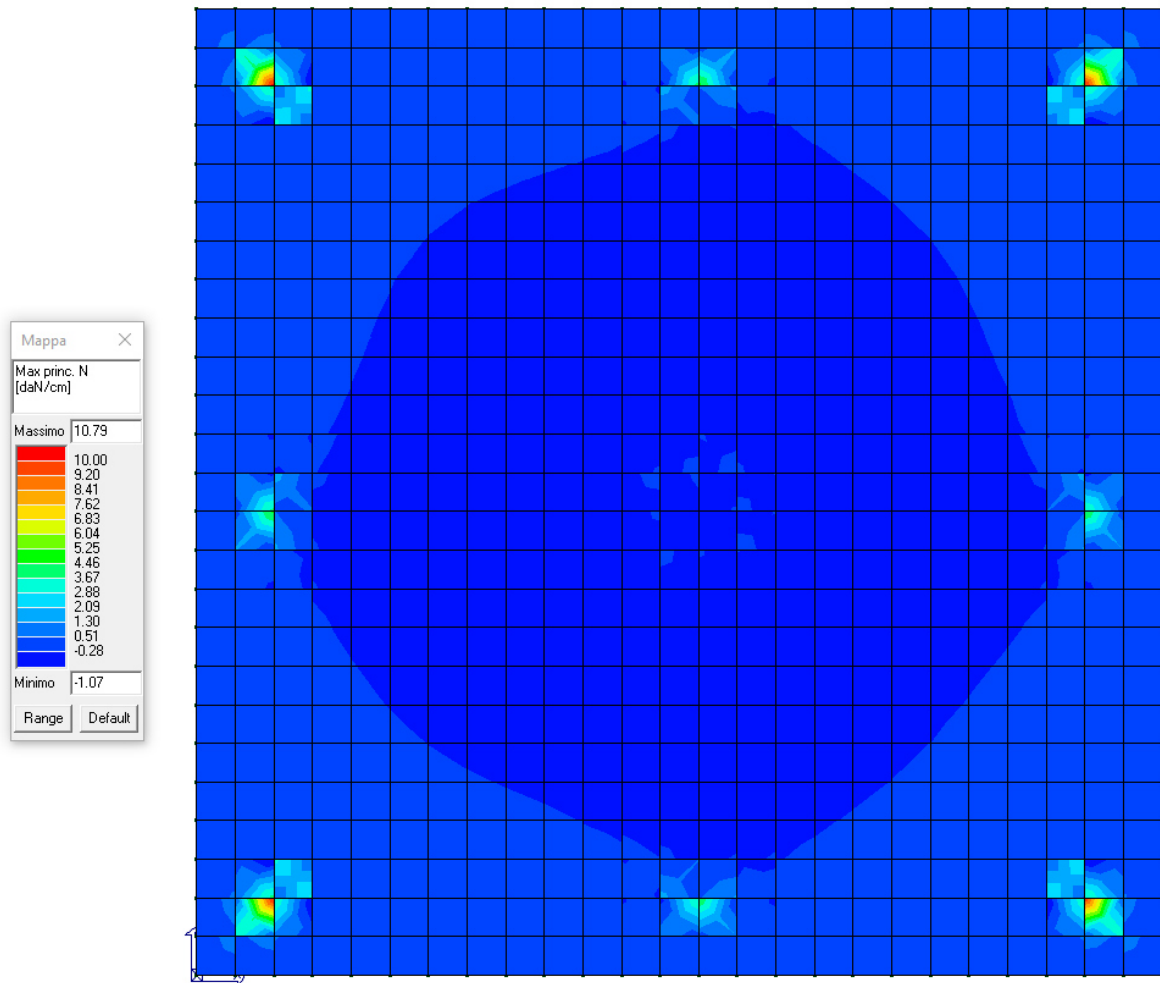 Mappa
Max princ. N
[daN/cm]
Massimo 10.79
10.00
9.20
8.41
7.62
6.83
6.04
5.25
4.46
3.67
2.88
2.09
1.30
0.51
-0.28
Minimo -1.07
Range Default